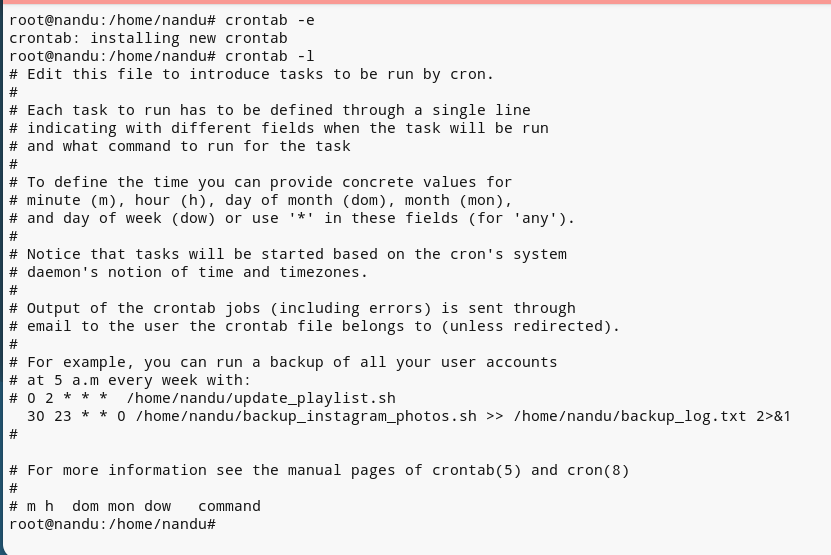 root@nandu:/home/nandu# crontab -e
crontab: installing new crontab
root@nandu:/home/nandu# crontab -l
# Edit this file to introduce tasks to be run by cron.
#
# Each task to run has to be defined through a single line
# indicating with different fields when the task will be run
# and what command to run for the task
#
# To define the time you can provide concrete values for
# minute (m), hour (h), day of month (dom), month (mon),
# and day of week (dow) or use '*' in these fields (for 'any').
#
# Notice that tasks will be started based on the cron's system
# daemon's notion of time and timezones.
#
# Output of the crontab jobs (including errors) is sent through
# email to the user the crontab file belongs to (unless redirected).
#
# For example, you can run a backup of all your user accounts
# at 5 a.m every week with:
# 0 2 * * *  /home/nandu/update_playlist.sh
  30 23 * * 0 /home/nandu/backup_instagram_photos.sh >> /home/nandu/backup_log.txt 2>&1
#

# For more information see the manual pages of crontab(5) and cron(8)
#
# m h  dom mon dow   command
root@nandu:/home/nandu#